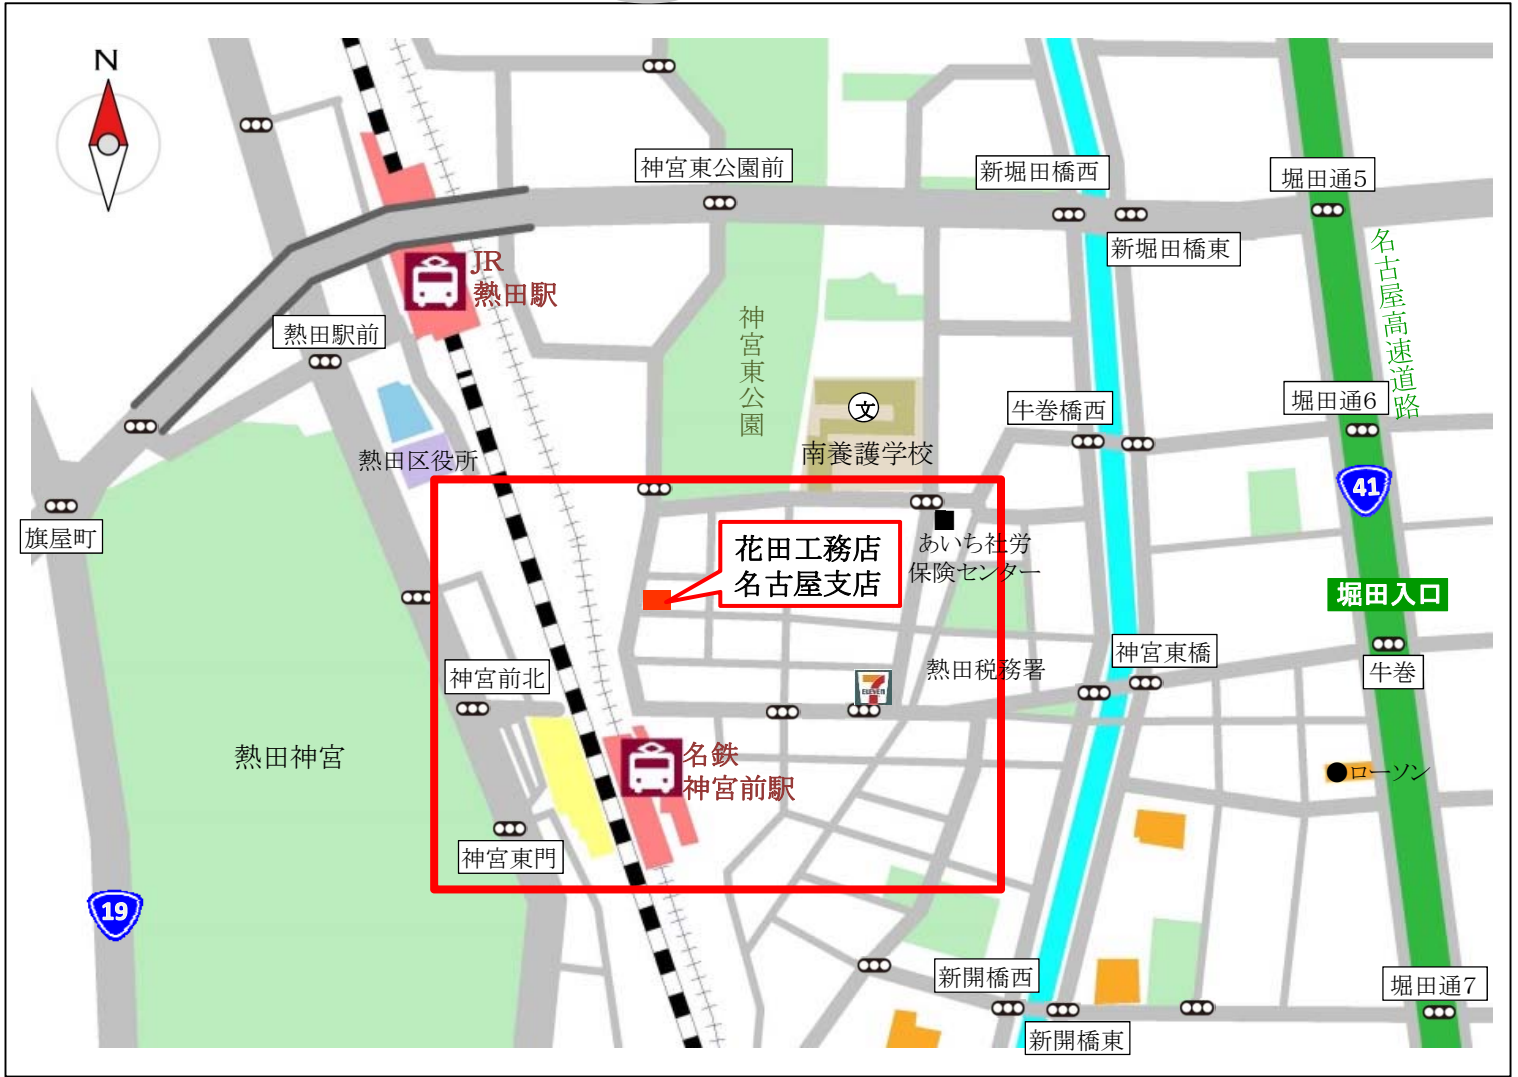 N
神宮東公園前
新堀田橋西
堀田通5
新堀田橋東
名古屋高速道路
JR
熱田駅
熱田駅前
神宮東公園
文
堀田通6
牛巻橋西
南養護学校
熱田区役所
41
旗屋町
花田工務店
名古屋支店
あいち社労
保険センター
堀田入口
神宮東橋
牛巻
神宮前北
熱田税務署
7
ELEVEN
熱田神宮
名鉄
神宮前駅
ローソン
神宮東門
19
新開橋西
堀田通7
新開橋東